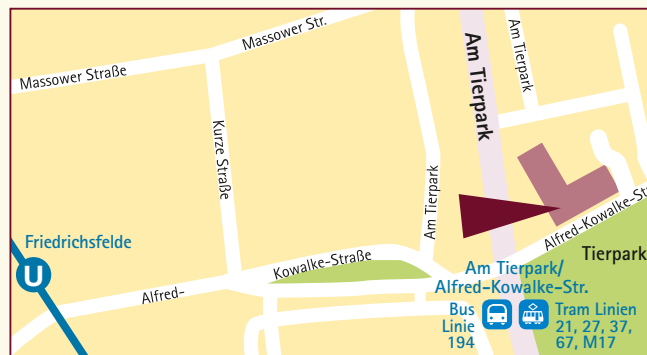 Massower Str.
Massower Straße
Am Tierpark
Am Tierpark
Kurze Straße
Am Tierpark
Alfred-Kowalke-St
Friedrichsfelde
U
Kowalke-Straße
Alfred-
Tierpark
Am Tierpark/
Alfred-Kowalke-Str.
Bus
Linie
194
Tram Linien
21, 27, 37,
67, M17